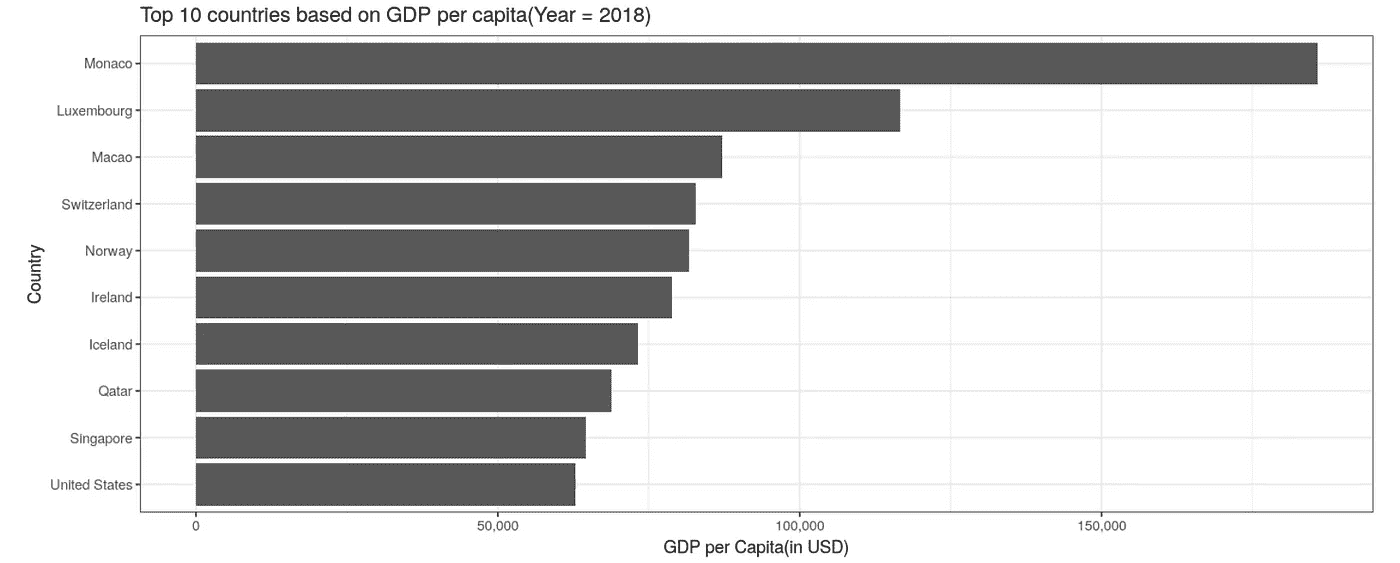 Top 10 countries based on GDP per capita(Year = 2018)
Country
Monaco
Luxembourg
Macao
Switzerland
Norway
Ireland
Iceland
Qatar
Singapore
United States
0 50,000 100,000 150,000
GDP per Capita(in USD)